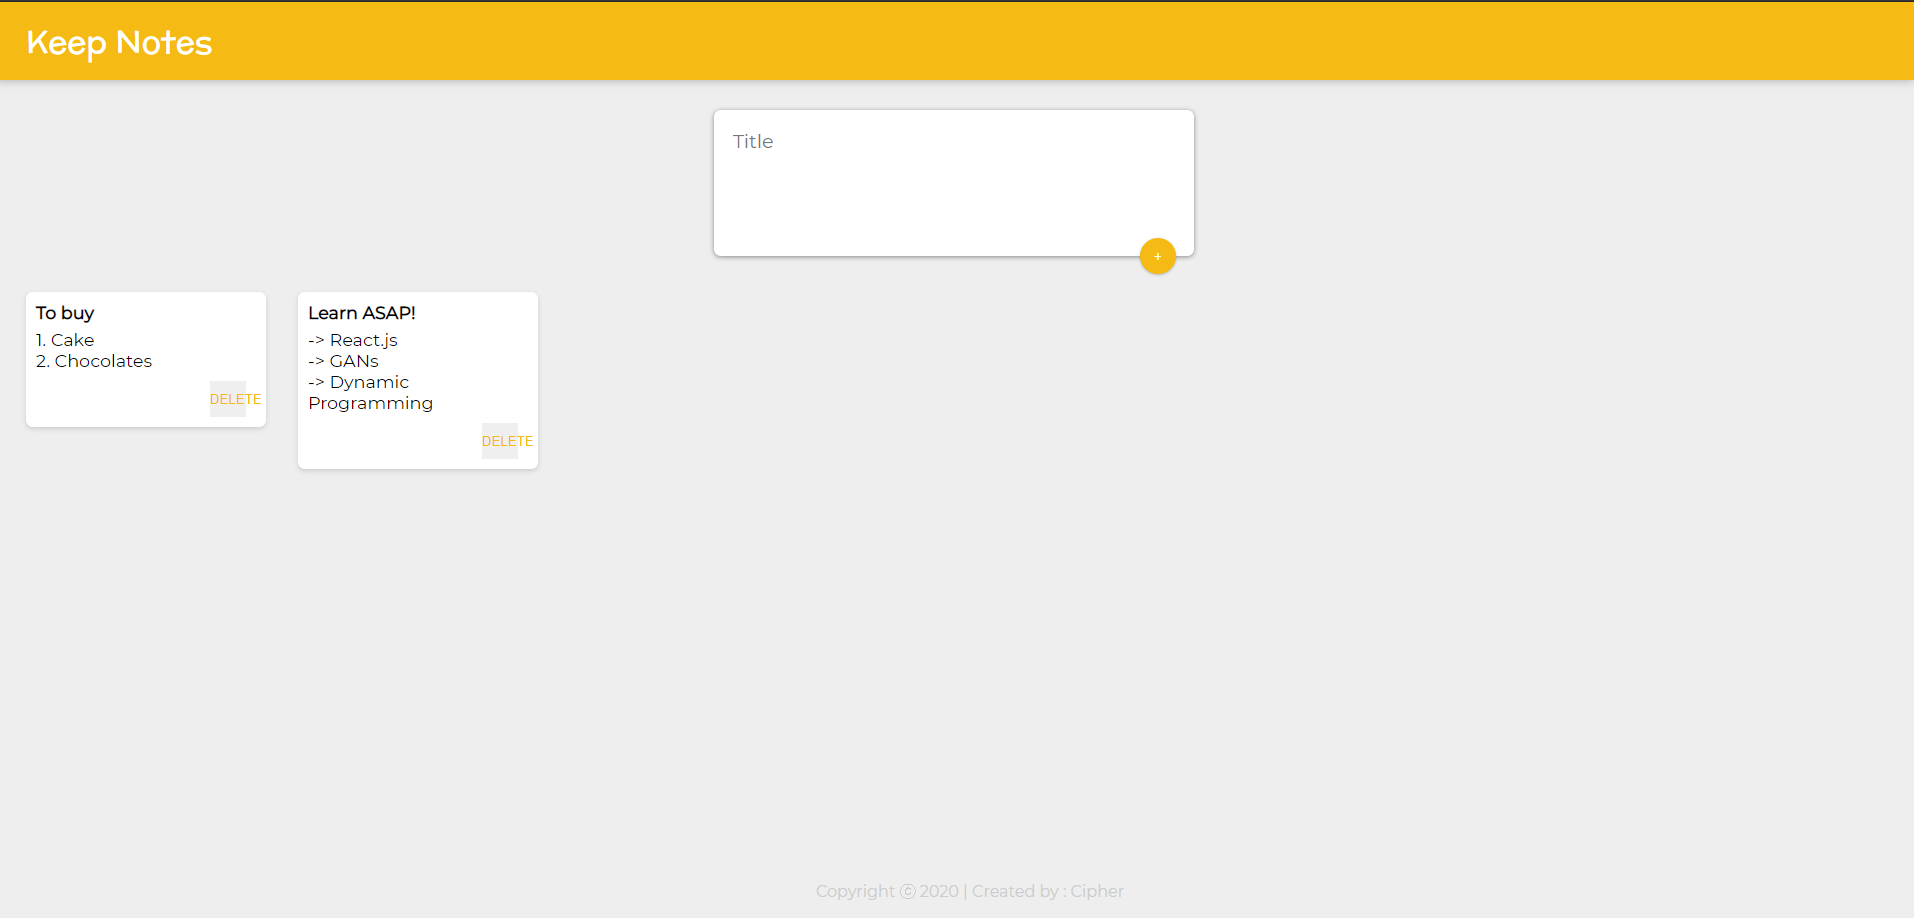 Keep Notes
Title
+
To buy
1. Cake
2. Chocolates
DELETE
Learn ASAP!
-> React.js
-> GANs
-> Dynamic
Programming
DELETE
Copyright ⓒ 2020 | Created by : Cipher